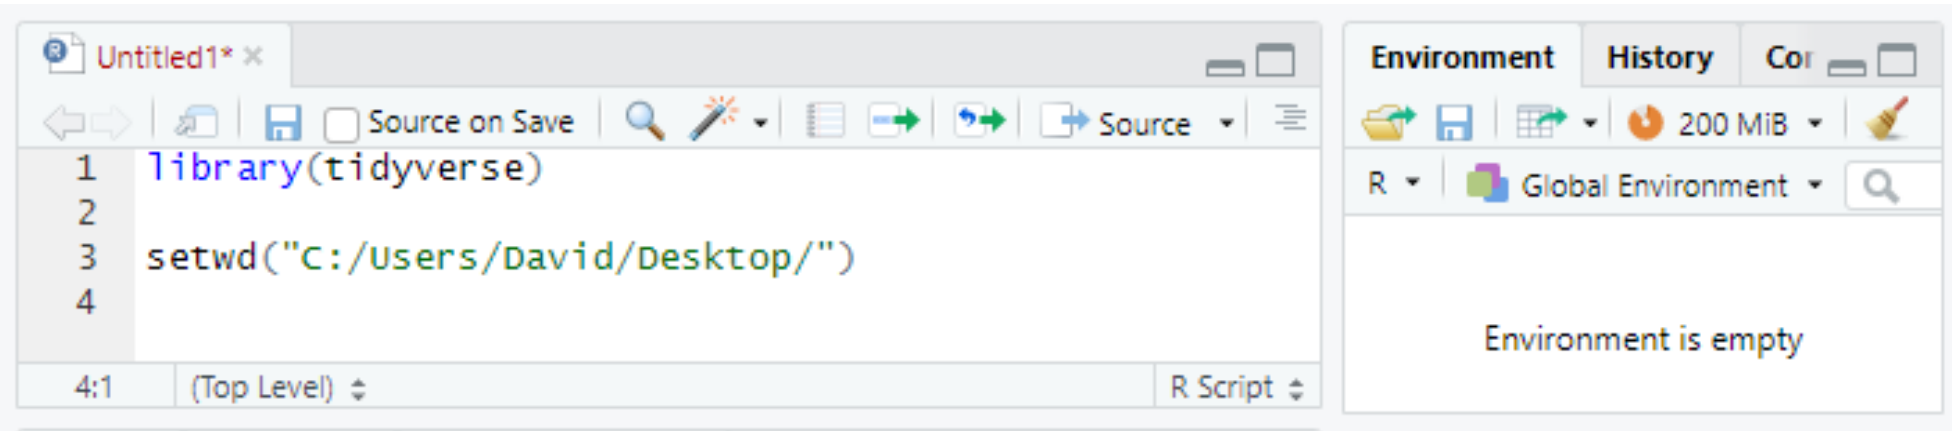 Untitled1*
Source on Save
Source
1 library(tidyverse)
2
3 setwd("C:/Users/David/Desktop/")
4
4:1 (Top Level) R Script
Environment History Cor
200 MiB
R Global Environment
Environment is empty